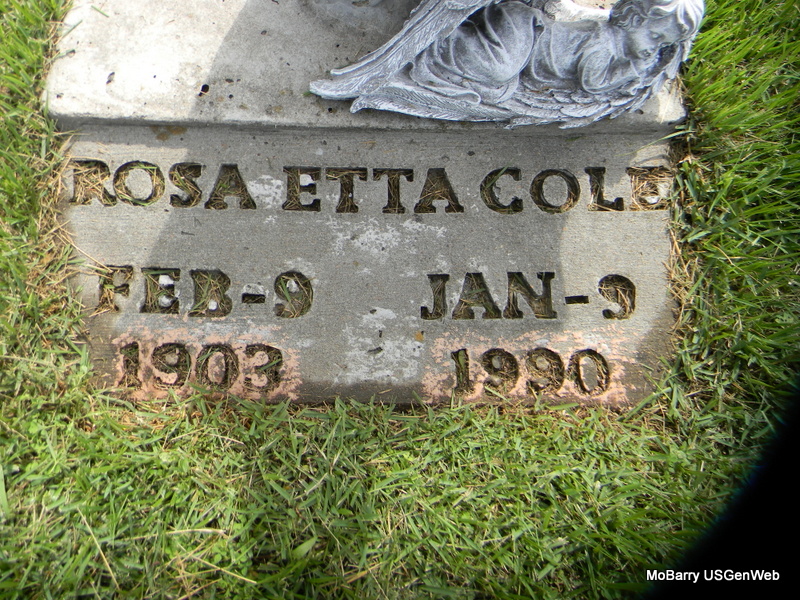 ROSA ETTA COLE
FEB-9 JAN-9
1903 1990
MoBarry USGenWeb